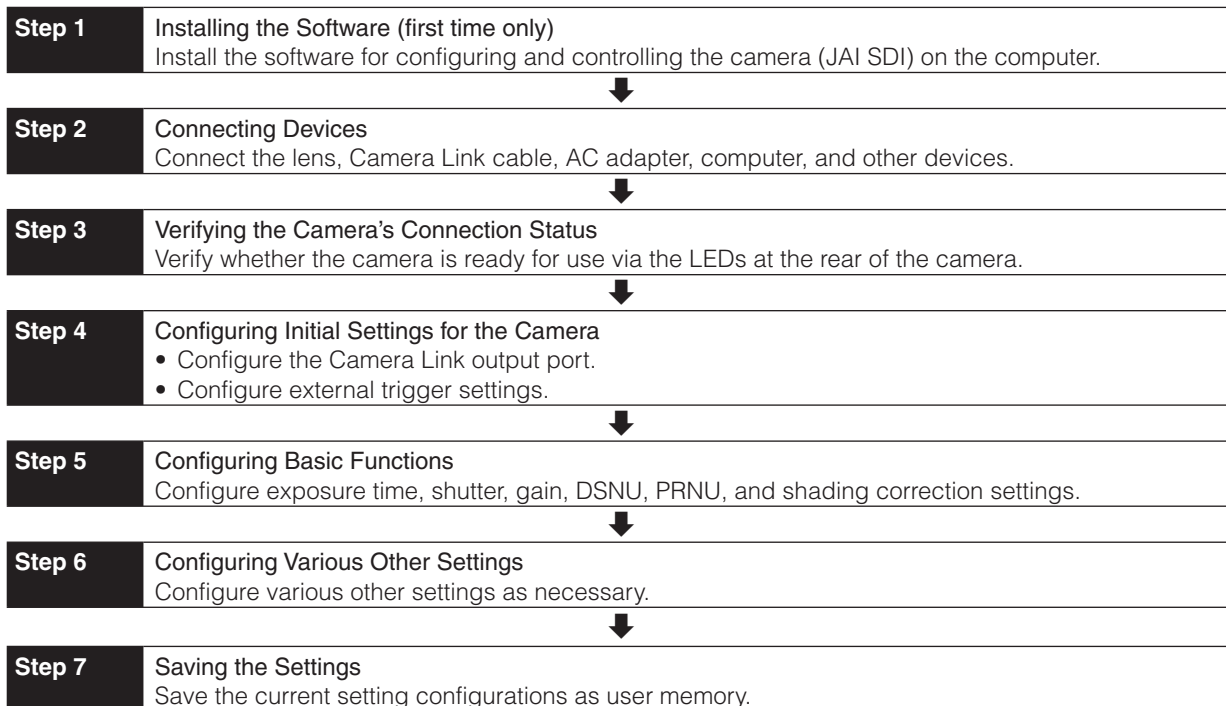 Step 1
Installing the Software (first time only)
Install the software for configuring and controlling the camera (JAI SDI) on the computer.
Step 2
Connecting Devices
Connect the lens, Camera Link cable, AC adapter, computer, and other devices.
Step 3
Verifying the Camera’s Connection Status
Verify whether the camera is ready for use via the LEDs at the rear of the camera.
Step 4
Configuring Initial Settings for the Camera
• Configure the Camera Link output port.
• Configure external trigger settings.
Step 5
Configuring Basic Functions
Configure exposure time, shutter, gain, DSNU, PRNU, and shading correction settings.
Step 6
Configuring Various Other Settings
Configure various other settings as necessary.
Step 7
Saving the Settings
Save the current setting configurations as user memory.